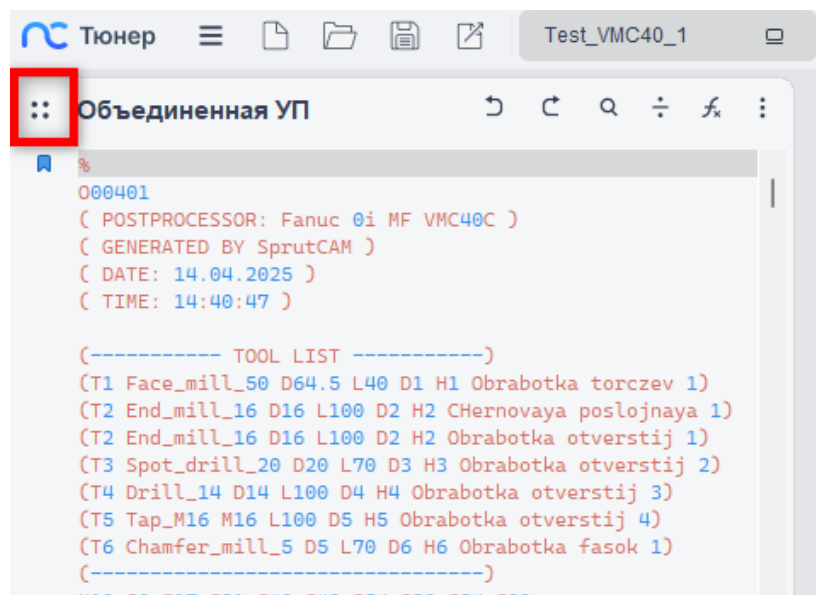 Тюнер
Test_VMC40_1
Объединенная УП
%
O00401
( POSTPROCESSOR: Fanuc 0i MF VMC40C )
( GENERATED BY SprutCAM )
( DATE: 14.04.2025 )
( TIME: 14:40:47 )
(----------- TOOL LIST -----------)
(T1 Face_mill_50 D64.5 L40 D1 H1 Obrabotka torczev 1)
(T2 End_mill_16 D16 L100 D2 H2 CHernovaya poslojnaya 1)
(T2 End_mill_16 D16 L100 D2 H2 Obrabotka otverstij 1)
(T3 Spot_drill_20 D20 L70 D3 H3 Obrabotka otverstij 2)
(T4 Drill_14 D14 L100 D4 H4 Obrabotka otverstij 3)
(T5 Tap_M16 M16 L100 D5 H5 Obrabotka otverstij 4)
(T6 Chamfer_mill_5 D5 L70 D6 H6 Obrabotka fasok 1)
(---------------------------------)